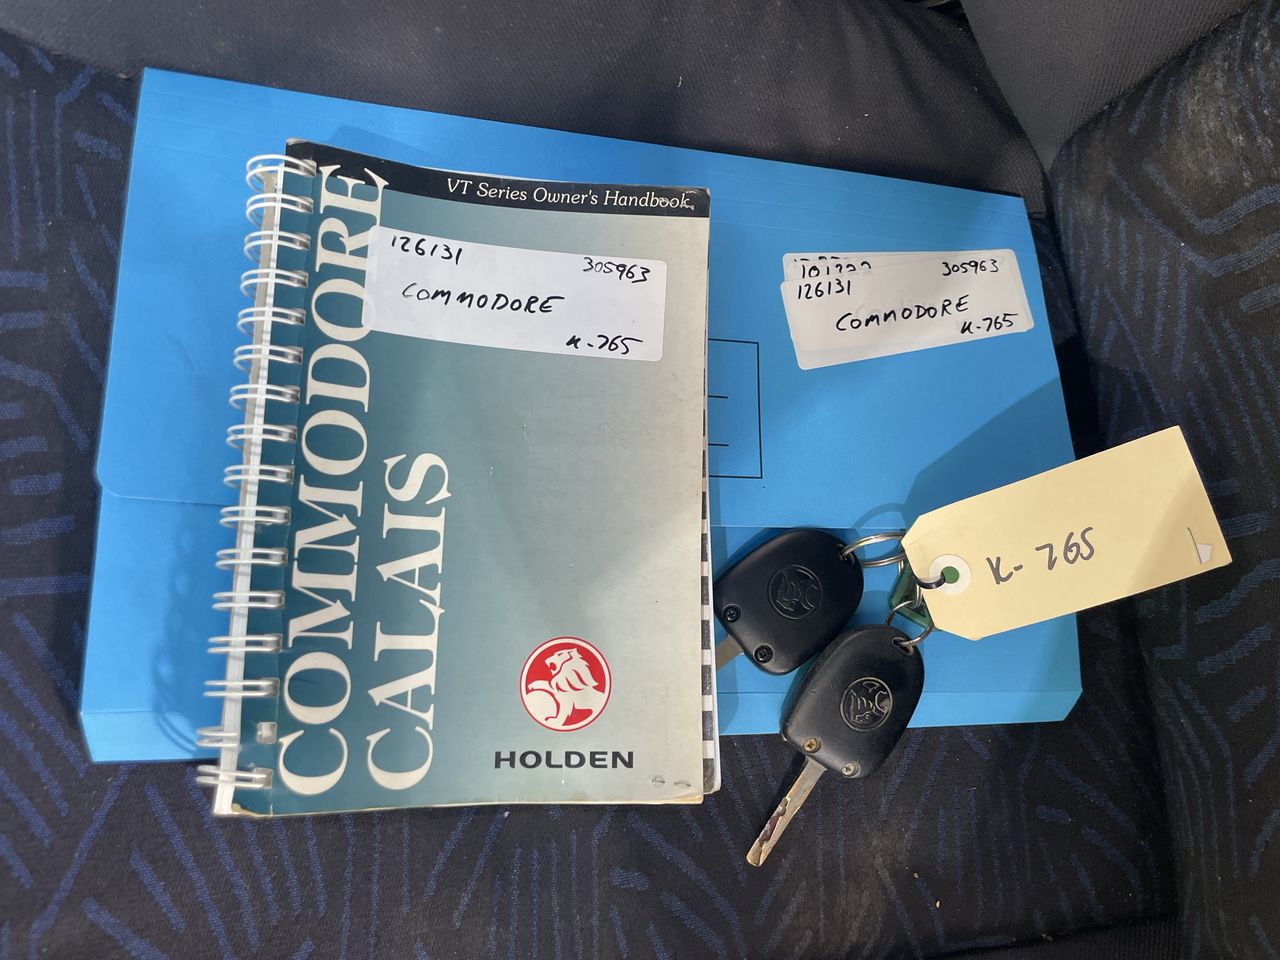 VT Series Owner's Handbook
COMMODORE
CALAIS
126131
305963
COMMODORE
K-765
HOLDEN
305963
126131
COMMODORE
K-765
K-765